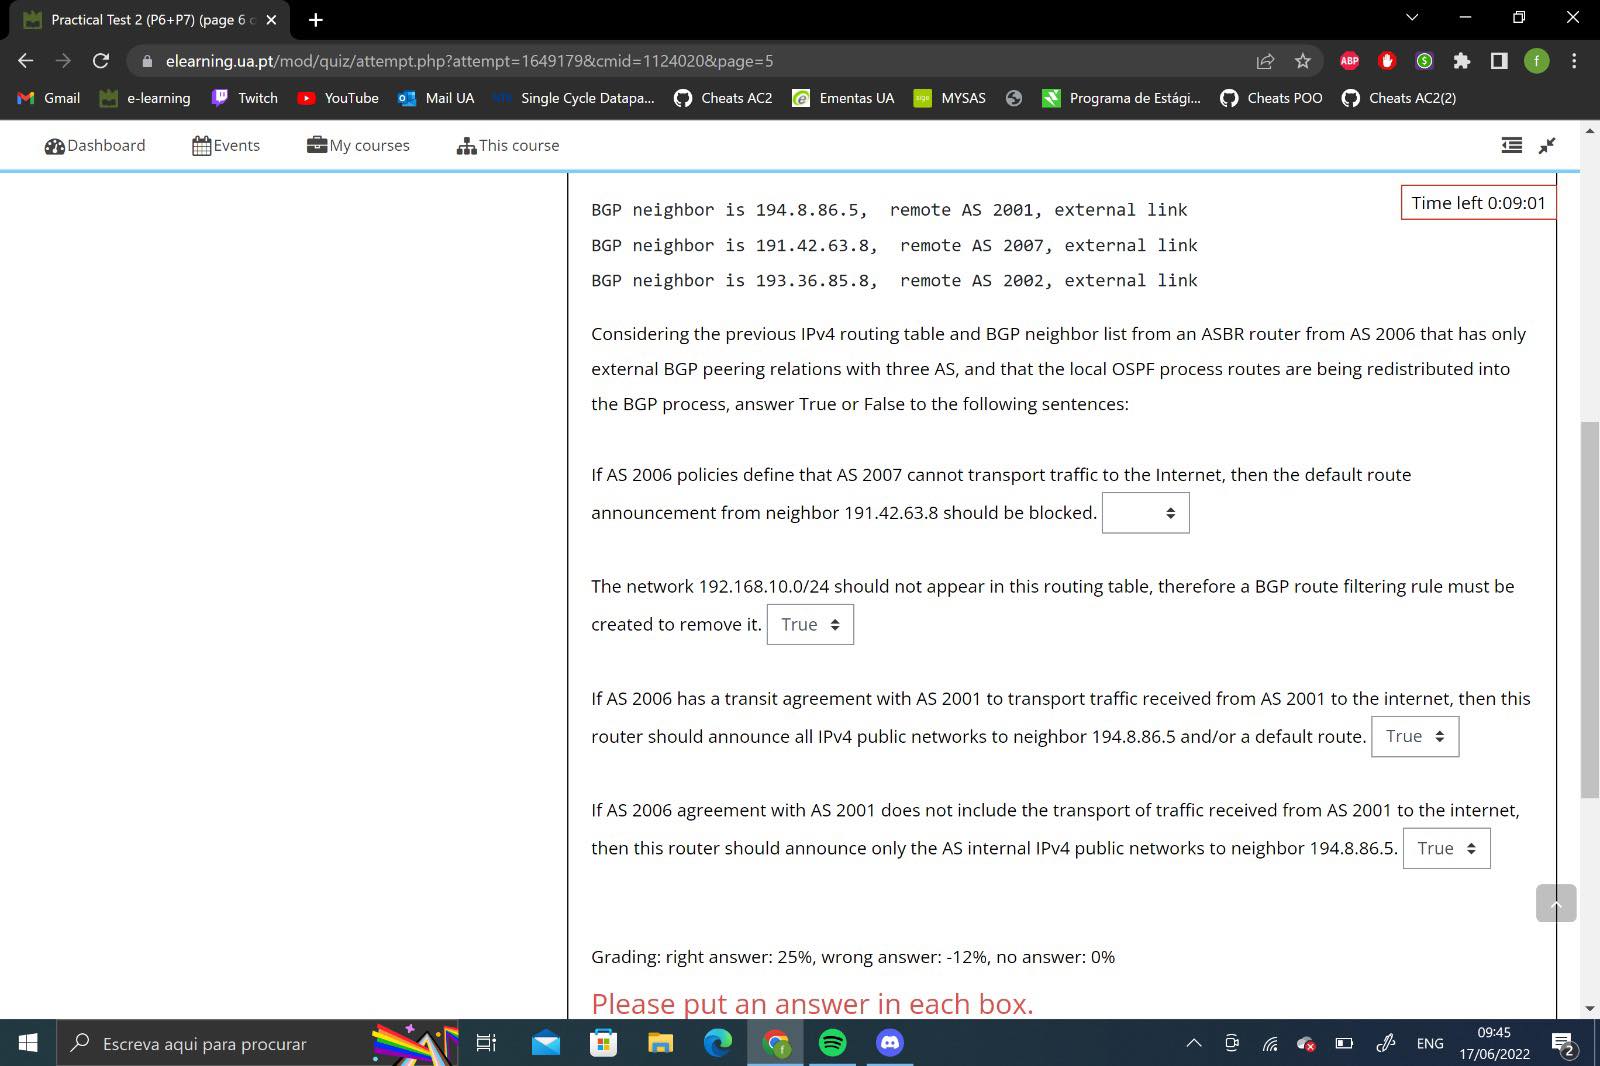 Practical Test 2 (P6+P7) (page 6 o
elearning.ua.pt/mod/quiz/attempt.php?attempt=1649179&cmid=1124020&page=5
ABP
f
Gmail e-learning Twitch YouTube Mail UA Single Cycle Datapa... Cheats AC2 Ementas UA MYSAS Programa de Estági... Cheats POO Cheats AC2(2)
Dashboard Events My courses This course
Time left 0:09:01
BGP neighbor is 194.8.86.5, remote AS 2001, external link
BGP neighbor is 191.42.63.8, remote AS 2007, external link
BGP neighbor is 193.36.85.8, remote AS 2002, external link
Considering the previous IPv4 routing table and BGP neighbor list from an ASBR router from AS 2006 that has only
external BGP peering relations with three AS, and that the local OSPF process routes are being redistributed into
the BGP process, answer True or False to the following sentences:
If AS 2006 policies define that AS 2007 cannot transport traffic to the Internet, then the default route
announcement from neighbor 191.42.63.8 should be blocked.
The network 192.168.10.0/24 should not appear in this routing table, therefore a BGP route filtering rule must be
created to remove it. True
If AS 2006 has a transit agreement with AS 2001 to transport traffic received from AS 2001 to the internet, then this
router should announce all IPv4 public networks to neighbor 194.8.86.5 and/or a default route. True
If AS 2006 agreement with AS 2001 does not include the transport of traffic received from AS 2001 to the internet,
then this router should announce only the AS internal IPv4 public networks to neighbor 194.8.86.5. True
Grading: right answer: 25%, wrong answer: -12%, no answer: 0%
Please put an answer in each box.
Escreva aqui para procurar
ENG
09:45
17/06/2022
2